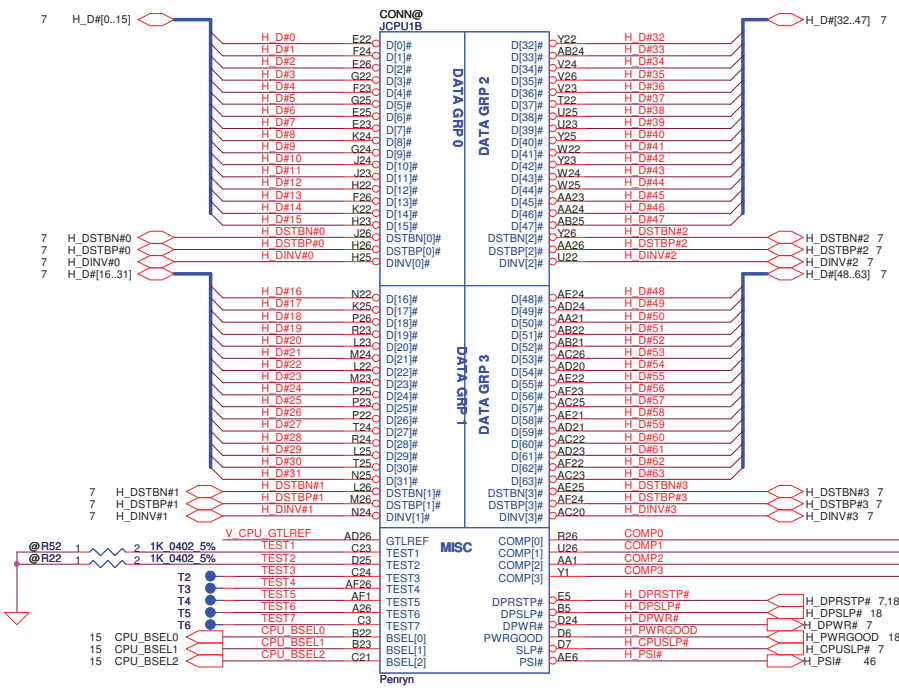 CONN@
JCPU1B
7 H_D#[0..15] H_D#[32..47] 7
H_D#0 E22 D[0]# D[32]# Y22 H_D#32
H_D#1 F24 D[1]# D[33]# AB24 H_D#33
H_D#2 E26 D[2]# D[34]# V24 H_D#34
H_D#3 G22 D[3]# D[35]# V26 H_D#35
H_D#4 F23 D[4]# D[36]# V23 H_D#36
H_D#5 G25 D[5]# D[37]# T22 H_D#37
H_D#6 E25 D[6]# D[38]# U25 H_D#38
H_D#7 E23 D[7]# D[39]# U23 H_D#39
H_D#8 K24 D[8]# D[40]# Y25 H_D#40
H_D#9 G24 D[9]# D[41]# W22 H_D#41
H_D#10 J24 D[10]# D[42]# Y23 H_D#42
H_D#11 J23 D[11]# D[43]# W24 H_D#43
H_D#12 H22 D[12]# D[44]# W25 H_D#44
H_D#13 F26 D[13]# D[45]# AA23 H_D#45
H_D#14 K22 D[14]# D[46]# AA24 H_D#46
H_D#15 H23 D[15]# D[47]# AB25 H_D#47
7 H_DSTBN#0 H_DSTBN#0 J26 DSTBN[0]# DSTBN[2]# Y26 H_DSTBN#2 H_DSTBN#2 7
7 H_DSTBP#0 H_DSTBP#0 H26 DSTBP[0]# DSTBP[2]# AA26 H_DSTBP#2 H_DSTBP#2 7
7 H_DINV#0 H_DINV#0 H25 DINV[0]# DINV[2]# U22 H_DINV#2 H_DINV#2 7
DATA GRP 0
DATA GRP 2
7 H_D#[16..31] H_D#[48..63] 7
H_D#16 N22 D[16]# D[48]# AE24 H_D#48
H_D#17 K25 D[17]# D[49]# AD24 H_D#49
H_D#18 P26 D[18]# D[50]# AA21 H_D#50
H_D#19 R23 D[19]# D[51]# AB22 H_D#51
H_D#20 L23 D[20]# D[52]# AB21 H_D#52
H_D#21 M24 D[21]# D[53]# AC26 H_D#53
H_D#22 L22 D[22]# D[54]# AD20 H_D#54
H_D#23 M23 D[23]# D[55]# AE22 H_D#55
H_D#24 P25 D[24]# D[56]# AF23 H_D#56
H_D#25 P23 D[25]# D[57]# AC25 H_D#57
H_D#26 P22 D[26]# D[58]# AE21 H_D#58
H_D#27 T24 D[27]# D[59]# AD21 H_D#59
H_D#28 R24 D[28]# D[60]# AC22 H_D#60
H_D#29 L25 D[29]# D[61]# AD23 H_D#61
H_D#30 T25 D[30]# D[62]# AF22 H_D#62
H_D#31 N25 D[31]# D[63]# AC23 H_D#63
7 H_DSTBN#1 H_DSTBN#1 L26 DSTBN[1]# DSTBN[3]# AE25 H_DSTBN#3 H_DSTBN#3 7
7 H_DSTBP#1 H_DSTBP#1 M26 DSTBP[1]# DSTBP[3]# AF24 H_DSTBP#3 H_DSTBP#3 7
7 H_DINV#1 H_DINV#1 N24 DINV[1]# DINV[3]# AC20 H_DINV#3 H_DINV#3 7
DATA GRP 1
DATA GRP 3
V_CPU_GTLREF AD26 GTLREF MISC COMP[0] R26 COMP0
@R52 1 2 1K_0402_5% TEST1 C23 TEST1 COMP[1] U26 COMP1
@R22 1 2 1K_0402_5% TEST2 D25 TEST2 COMP[2] AA1 COMP2
T2 TEST3 C24 TEST3 COMP[3] Y1 COMP3
T3 TEST4 AF26 TEST4
T4 TEST5 AF1 TEST5 DPRSTP# E5 H_DPRSTP# H_DPRSTP# 7,18
T5 TEST6 A26 TEST6 DPSLP# B5 H_DPSLP# H_DPSLP# 18
T6 TEST7 C3 TEST7 DPWR# D24 H_DPWR# H_DPWR# 7
15 CPU_BSEL0 CPU_BSEL0 B22 BSEL[0] PWRGOOD D6 H_PWRGOOD H_PWRGOOD 18
15 CPU_BSEL1 CPU_BSEL1 B23 BSEL[1] SLP# D7 H_CPUSLP# H_CPUSLP# 7
15 CPU_BSEL2 CPU_BSEL2 C21 BSEL[2] PSI# AE6 H_PSI# H_PSI# 46
Penryn